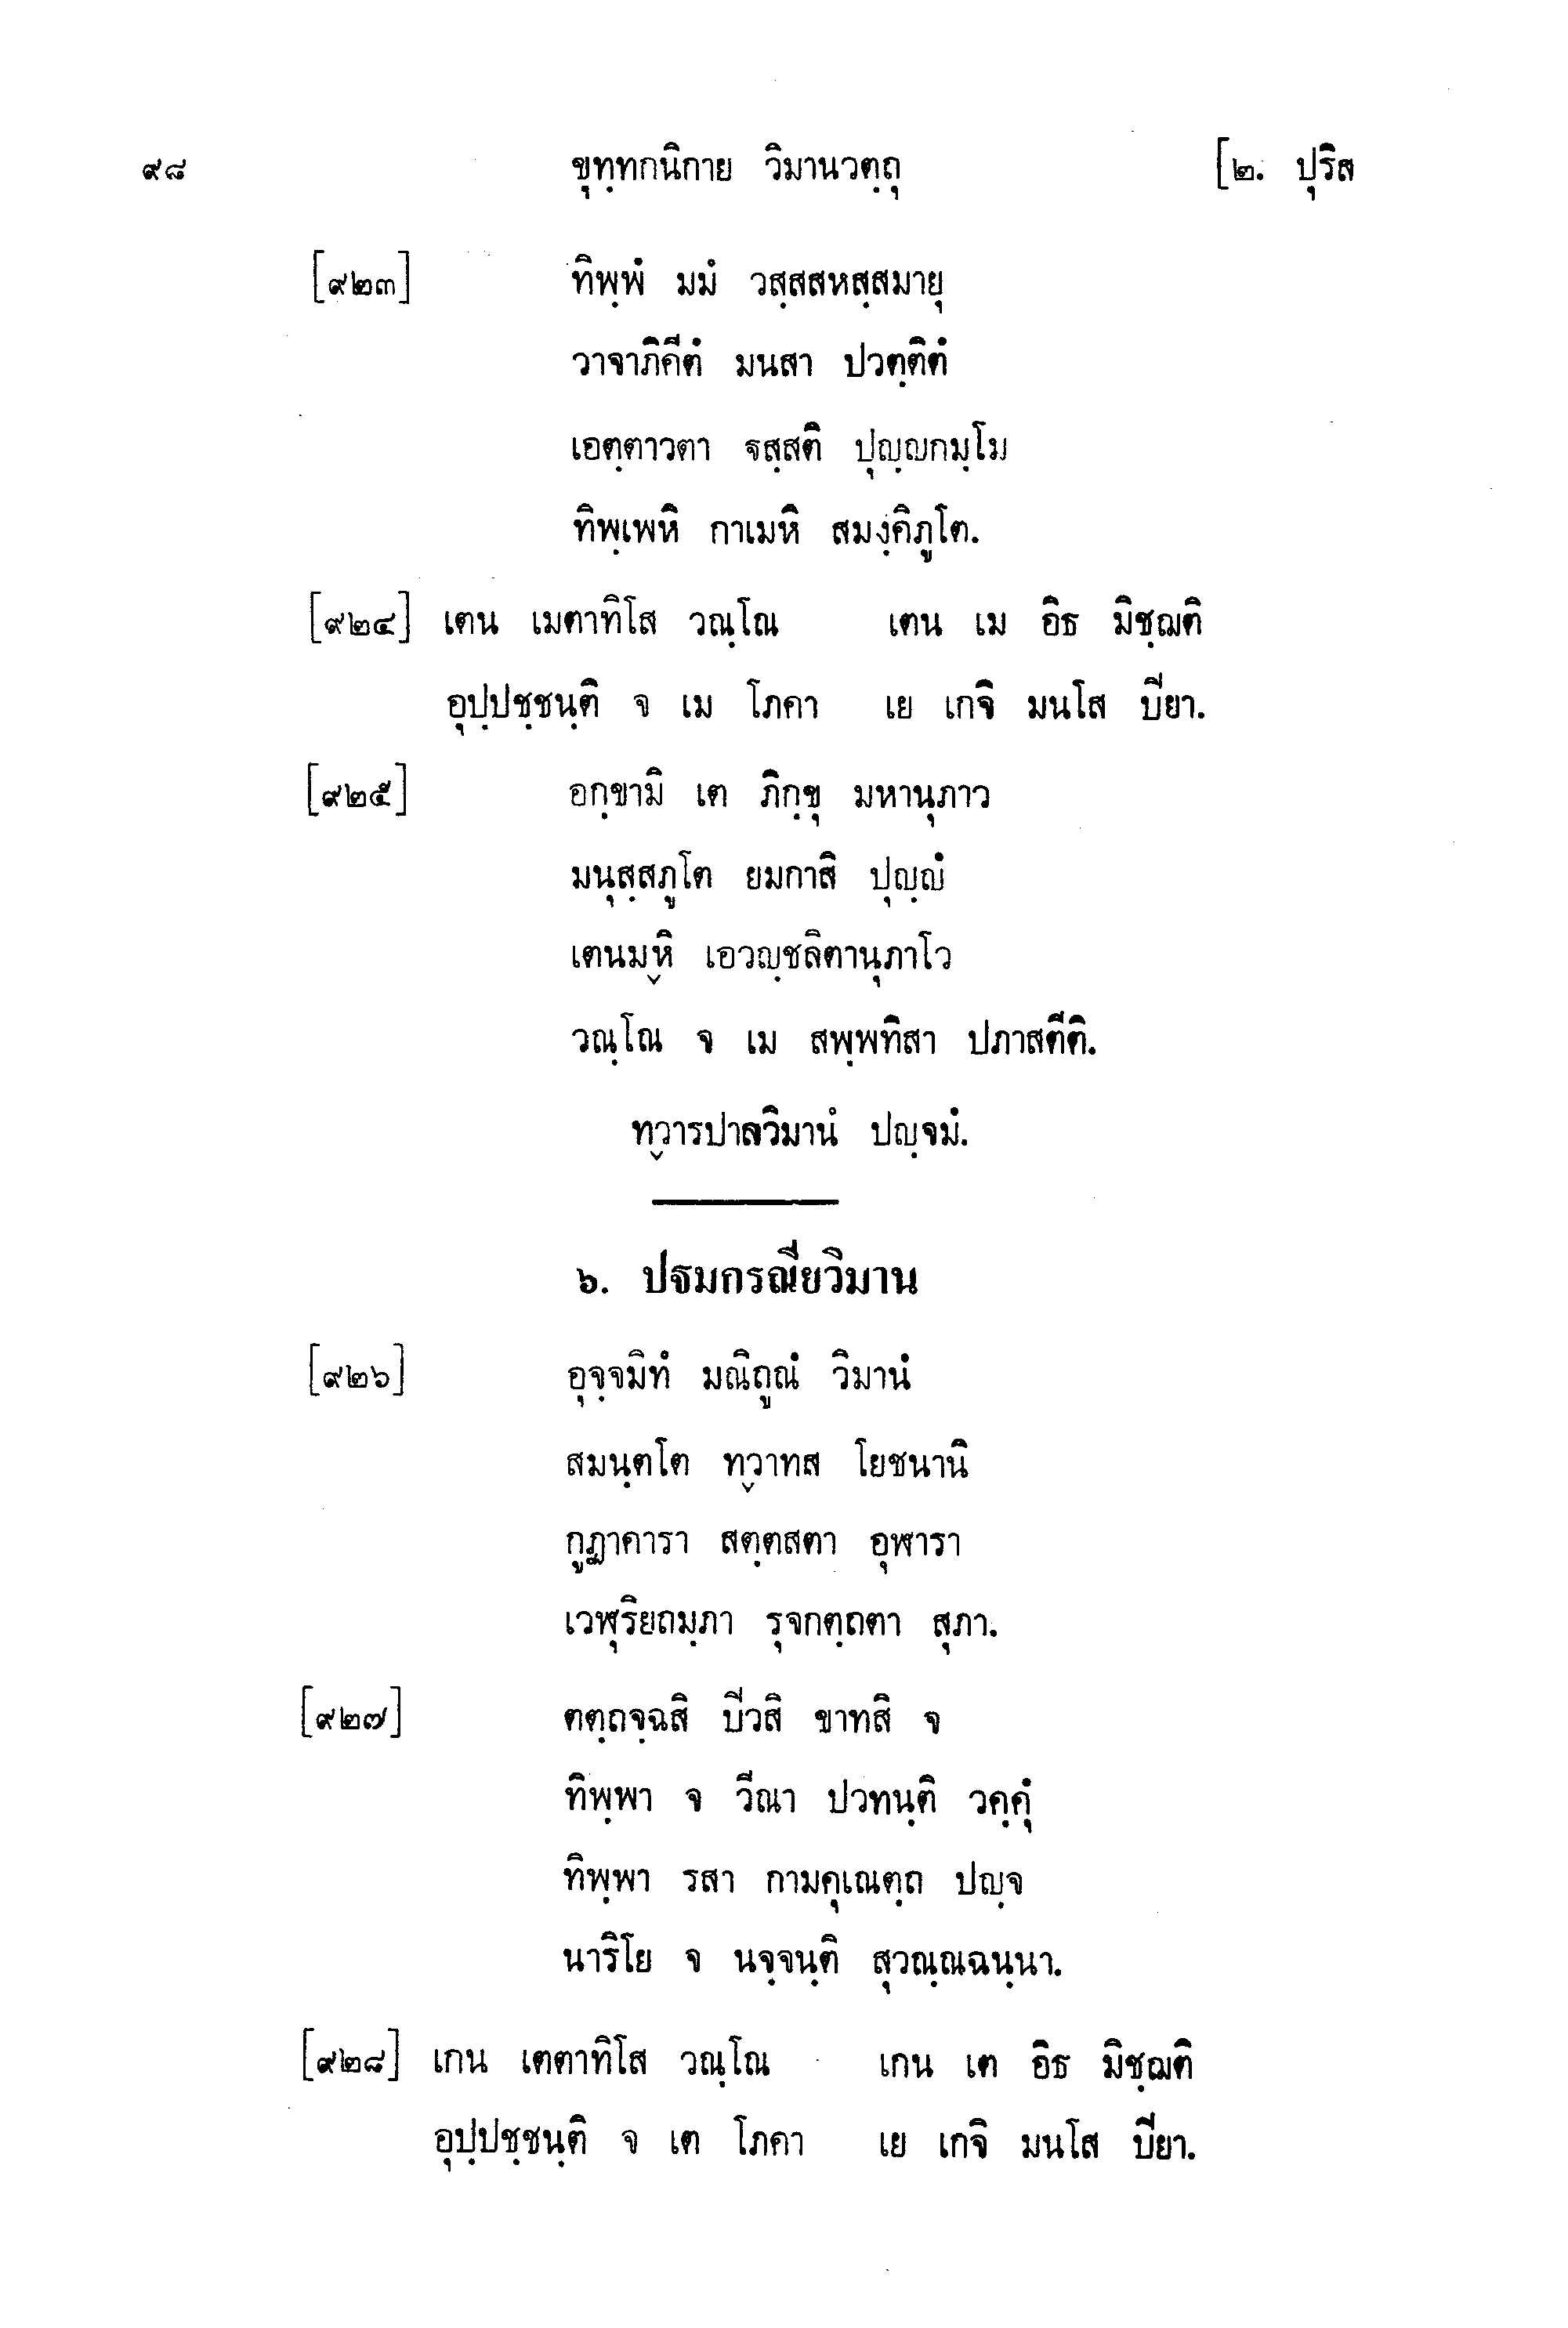 ๙๘ ขุทฺทกนิกาย วิมานวตฺถุ [๒. ปุริส
[๙๒๓] ทิพฺพํ มมํ วสฺสสหสฺสมายุ
วาจาภิคีตํ มนสา ปวตฺติตํ
เอตฺตาวตา ฐสฺสติ ปุญฺญกมฺโม
ทิพฺเพหิ กาเมหิ สมงฺคิภูโต.
[๙๒๔] เตน เมตาทิโส วณฺโณ เตน เม อิธ มิชฺฌติ
อุปฺปชฺชนฺติ จ เม โภคา เย เกจิ มนโส ปิยา.
[๙๒๕] อกฺขามิ เต ภิกฺขุ มหานุภาว
มนุสฺสภูโต ยมกาสิ ปุญฺญํ
เตนมฺหิ เอวญฺชลิตานุภาโว
วณฺโณ จ เม สพฺพทิสา ปภาสตีติ.
ทฺวารปาลวิมานํ ปญฺจมํ.
๖. ปฐมกรณียวิมาน
[๙๒๖] อุจฺจมิทํ มณิถูณํ วิมานํ
สมนฺตโต ทฺวาทส โยชนานิ
กูฏาคารา สตฺตสตา อุฬารา
เวฬุริยถมฺภา รุจกตฺถตา สุภา.
[๙๒๗] ตตฺถจฺฉสิ ปิวสิ ขาทสิ จ
ทิพฺพา จ วีณา ปวทนฺติ วคฺคุํ
ทิพฺพา รสา กามคุเณตฺถ ปญฺจ
นาริโย จ นจฺจนฺติ สุวณฺณฉนฺนา.
[๙๒๘] เกน เตตาทิโส วณฺโณ เกน เต อิธ มิชฺฌติ
อุปฺปชฺชนฺติ จ เต โภคา เย เกจิ มนโส ปิยา.